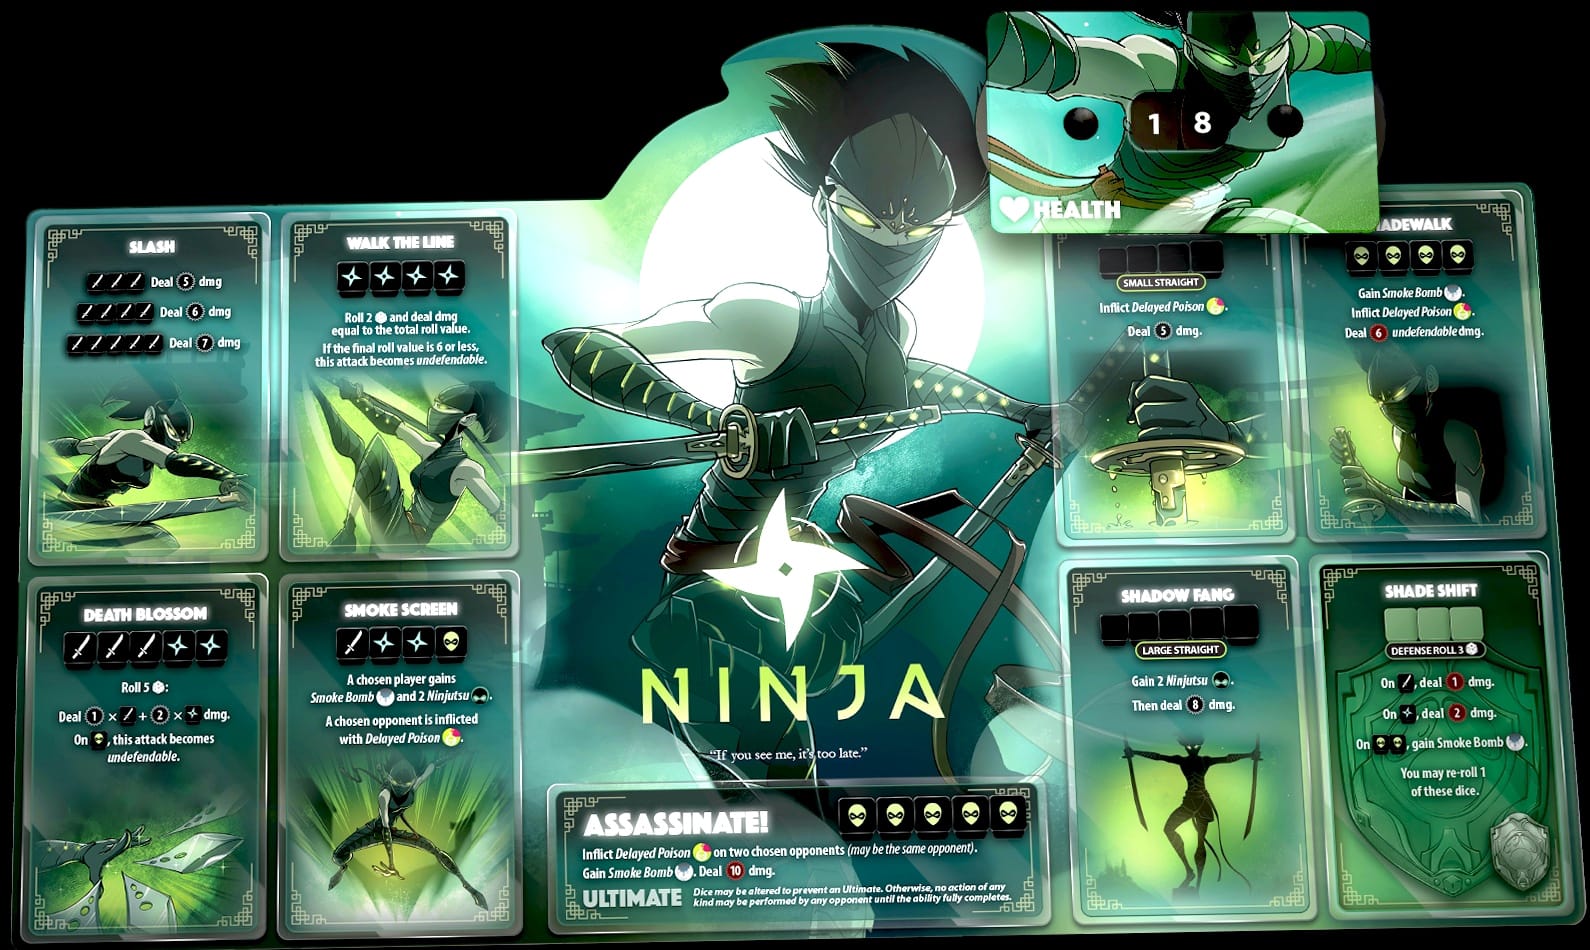 1 8
HEALTH
SLASH
Deal 5 dmg
Deal 6 dmg
Deal 7 dmg
WALK THE LINE
Roll 2 and deal dmg
equal to the total roll value.
If the final roll value is 6 or less,
this attack becomes undefendable.
SMALL STRAIGHT
Inflict Delayed Poison.
Deal 5 dmg.
ADEWALK
Gain Smoke Bomb.
Inflict Delayed Poison.
Deal 6 undefendable dmg.
DEATH BLOSSOM
Roll 5:
Deal 1 × + 2 × dmg.
On , this attack becomes
undefendable.
SMOKE SCREEN
A chosen player gains
Smoke Bomb and 2 Ninjutsu.
A chosen opponent is inflicted
with Delayed Poison.
NINJA
“If you see me, it’s too late.”
ASSASSINATE!
Inflict Delayed Poison on two chosen opponents (may be the same opponent).
Gain Smoke Bomb. Deal 10 dmg.
ULTIMATE
Dice may be altered to prevent an Ultimate. Otherwise, no action of any
kind may be performed by any opponent until the ability fully completes.
SHADOW FANG
LARGE STRAIGHT
Gain 2 Ninjutsu.
Then deal 8 dmg.
SHADE SHIFT
DEFENSE ROLL 3
On , deal 1 dmg.
On , deal 2 dmg.
On , gain Smoke Bomb.
You may re-roll 1
of these dice.